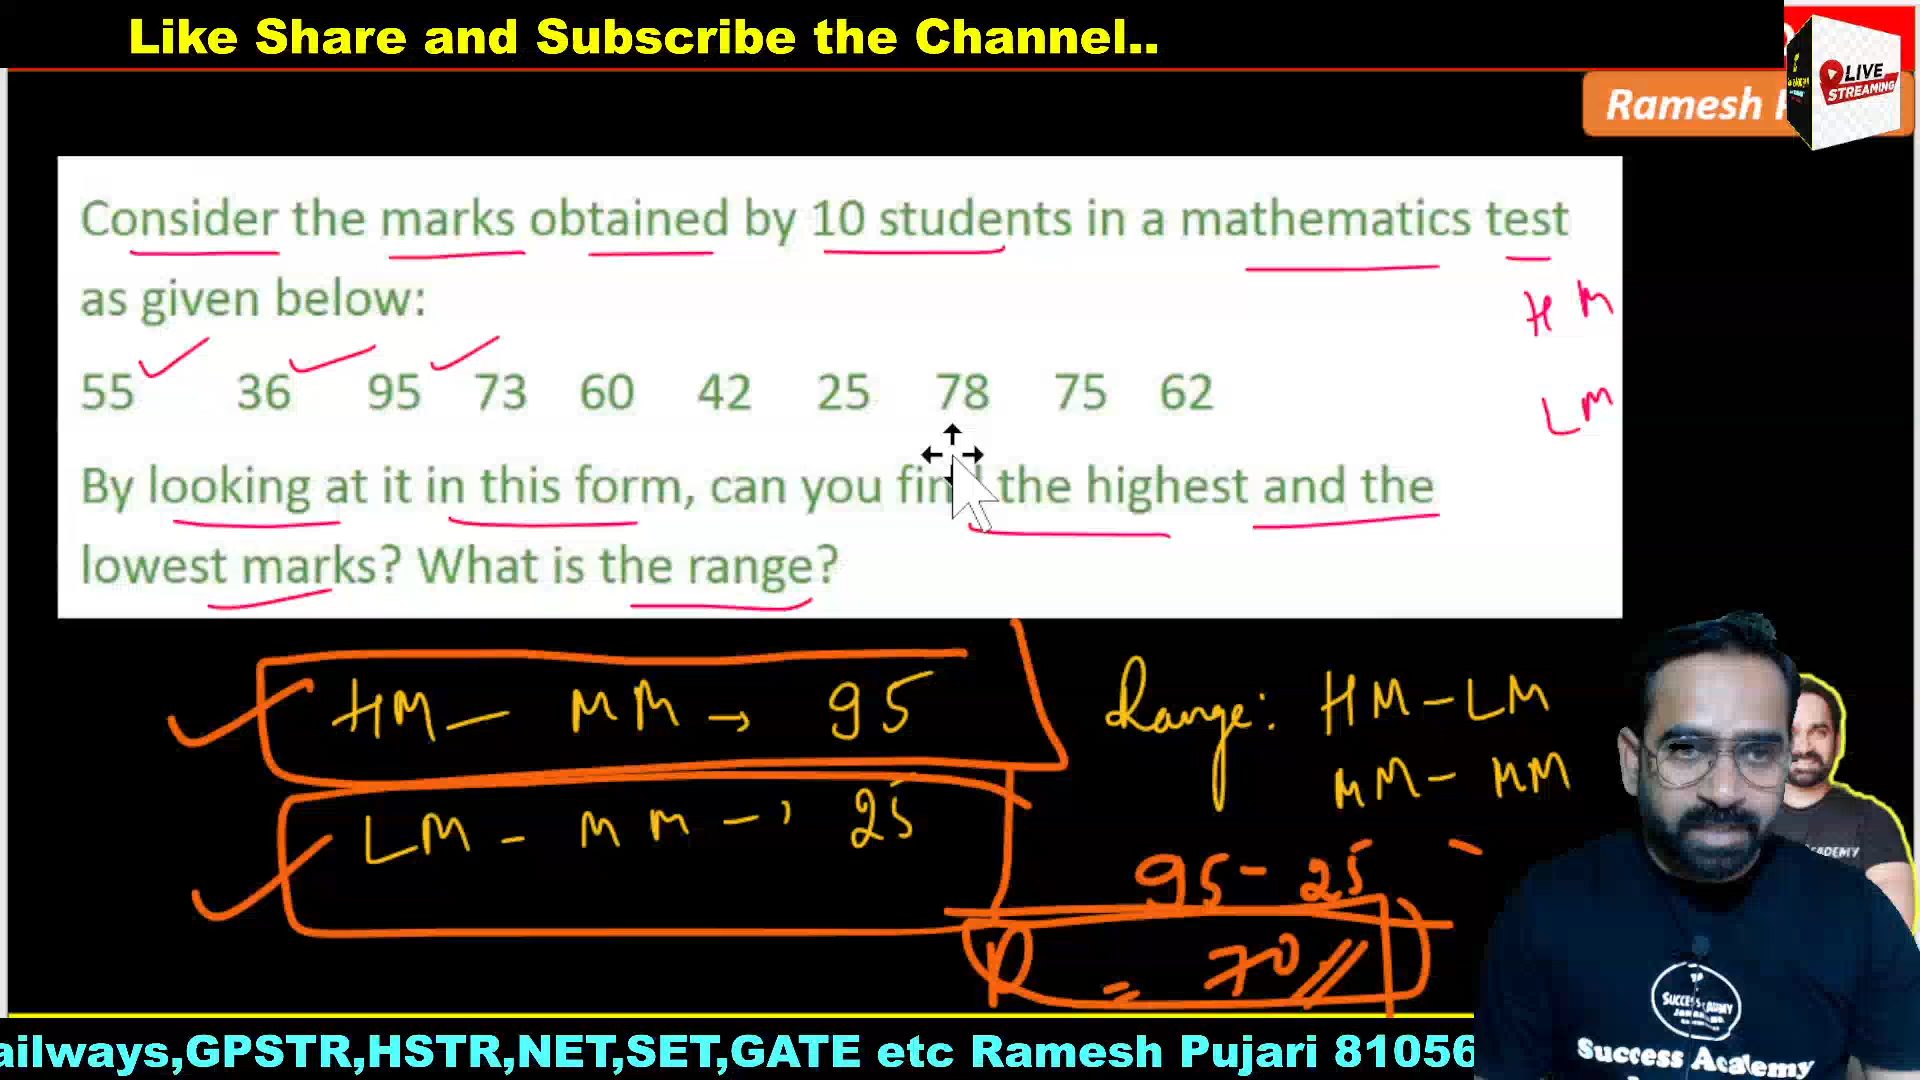 Like Share and Subscribe the Channel..
LIVE
STREAMING
Ramesh
Consider the marks obtained by 10 students in a mathematics test
as given below:
H M
55 36 95 73 60 42 25 78 75 62
L M
By looking at it in this form, can you find the highest and the
lowest marks? What is the range?
HM - MM → 95
Range: HM - LM
MM - MM
LM - MM → 25
95 - 25
R = 70 //
SUCCESS ACADEMY
Success Academy
ailways,GPSTR,HSTR,NET,SET,GATE etc Ramesh Pujari 81056